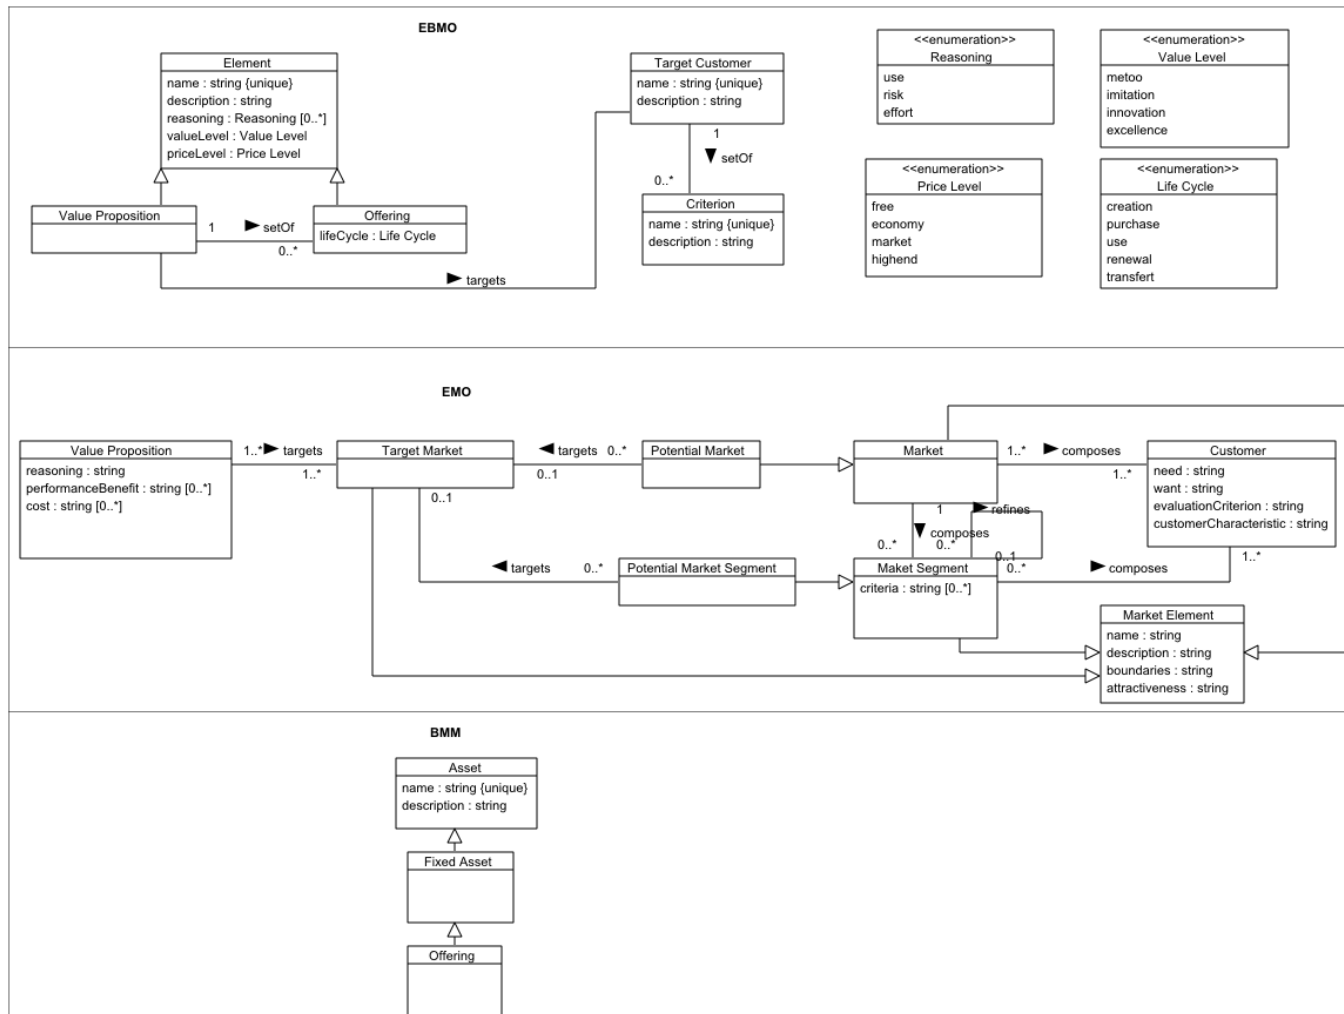 EBMO
Element
name : string {unique}
description : string
reasoning : Reasoning [0..*]
valueLevel : Value Level
priceLevel : Price Level
Target Customer
name : string {unique}
description : string
<<enumeration>>
Reasoning
use
risk
effort
<<enumeration>>
Value Level
metoo
imitation
innovation
excellence
1
setOf
0..*
<<enumeration>>
Price Level
free
economy
market
highend
<<enumeration>>
Life Cycle
creation
purchase
use
renewal
transfert
Value Proposition
1
setOf
0..*
Offering
lifeCycle : Life Cycle
Criterion
name : string {unique}
description : string
targets
EMO
Value Proposition
reasoning : string
performanceBenefit : string [0..*]
cost : string [0..*]
1..*
targets
1..*
Target Market
0..1
targets
0..*
0..1
Potential Market
Market
1..*
composes
1..*
Customer
need : string
want : string
evaluationCriterion : string
customerCharacteristic : string
1
refines
composes
0..*
0..*
0..1
targets
0..*
Potential Market Segment
Maket Segment
criteria : string [0..*]
0..*
composes
1..*
Market Element
name : string
description : string
boundaries : string
attractiveness : string
BMM
Asset
name : string {unique}
description : string
Fixed Asset
Offering